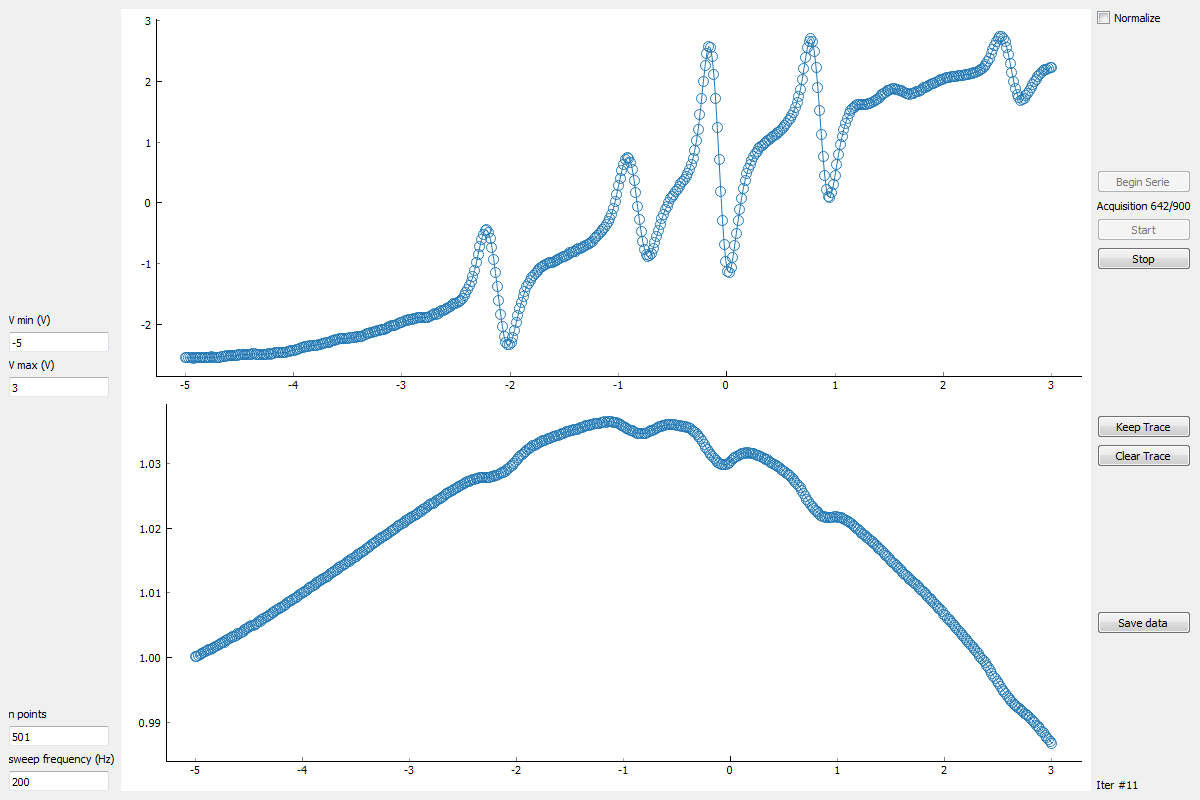 Normalize
3
2
1
0
-1
-2
-5 -4 -3 -2 -1 0 1 2 3
Begin Serie
Acquisition 642/900
Start
Stop
V min (V)
-5
V max (V)
3
1.03
1.02
1.01
1.00
0.99
-5 -4 -3 -2 -1 0 1 2 3
Keep Trace
Clear Trace
Save data
n points
501
sweep frequency (Hz)
200
Iter #11